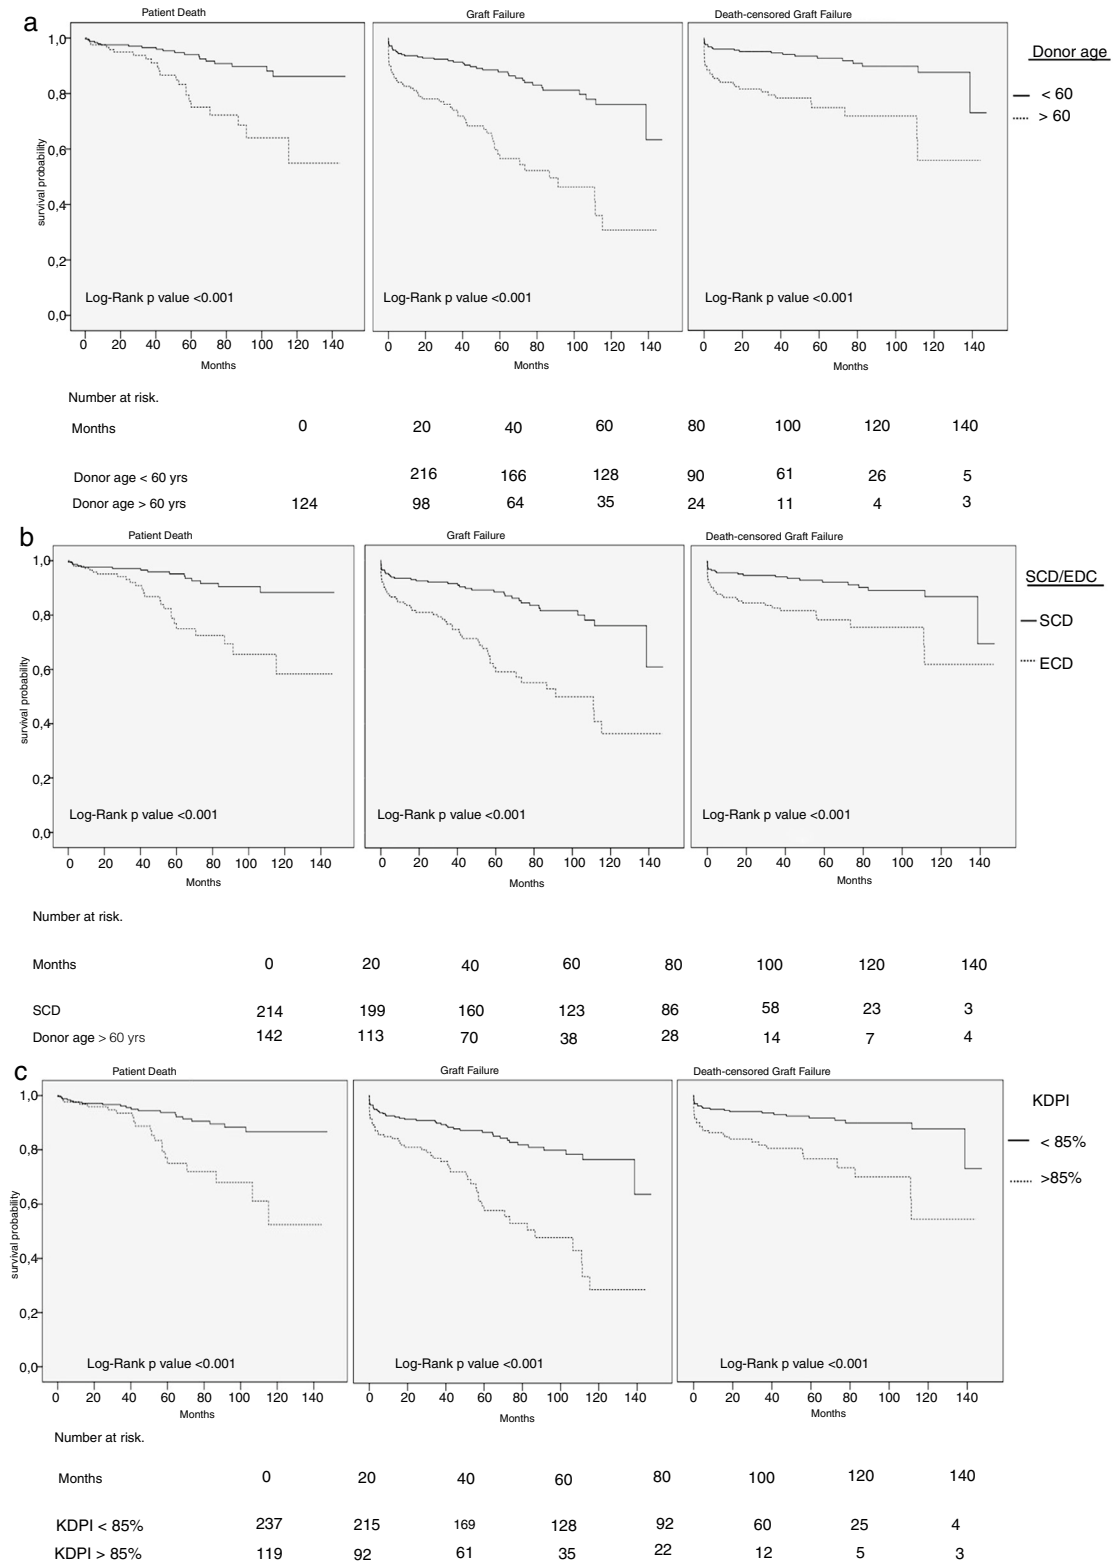 a
Patient Death
Graft Failure
Death-censored Graft Failure
Donor age
< 60
> 60
survival probability
1,0
0,8
0,6
0,4
0,2
0,0
Log-Rank p value <0.001
Log-Rank p value <0.001
Log-Rank p value <0.001
0 20 40 60 80 100 120 140
0 20 40 60 80 100 120 140
0 20 40 60 80 100 120 140
Months
Months
Months
Number at risk.
Months 0 20 40 60 80 100 120 140
Donor age < 60 yrs 216 166 128 90 61 26 5
Donor age > 60 yrs 124 98 64 35 24 11 4 3
b
Patient Death
Graft Failure
Death-censored Graft Failure
SCD/EDC
SCD
ECD
survival probability
1,0
0,8
0,6
0,4
0,2
0,0
Log-Rank p value <0.001
Log-Rank p value <0.001
Log-Rank p value <0.001
0 20 40 60 80 100 120 140
0 20 40 60 80 100 120 140
0 20 40 60 80 100 120 140
Months
Months
Months
Number at risk.
Months 0 20 40 60 80 100 120 140
SCD 214 199 160 123 86 58 23 3
Donor age > 60 yrs 142 113 70 38 28 14 7 4
c
Patient Death
Graft Failure
Death-censored Graft Failure
KDPI
< 85%
>85%
survival probability
1,0
0,8
0,6
0,4
0,2
0,0
Log-Rank p value <0.001
Log-Rank p value <0.001
Log-Rank p value <0.001
0 20 40 60 80 100 120 140
0 20 40 60 80 100 120 140
0 20 40 60 80 100 120 140
Months
Months
Months
Number at risk.
Months 0 20 40 60 80 100 120 140
KDPI < 85% 237 215 169 128 92 60 25 4
KDPI > 85% 119 92 61 35 22 12 5 3